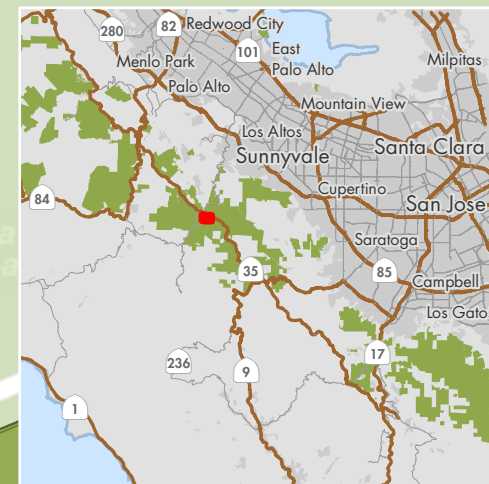 82
Redwood City
280
101
East
Palo Alto
Menlo Park
Milpitas
Palo Alto
Mountain View
Los Altos
Sunnyvale
Santa Clara
Cupertino
84
San Jose
Saratoga
35
85
Campbell
Los Gato
17
236
9
1